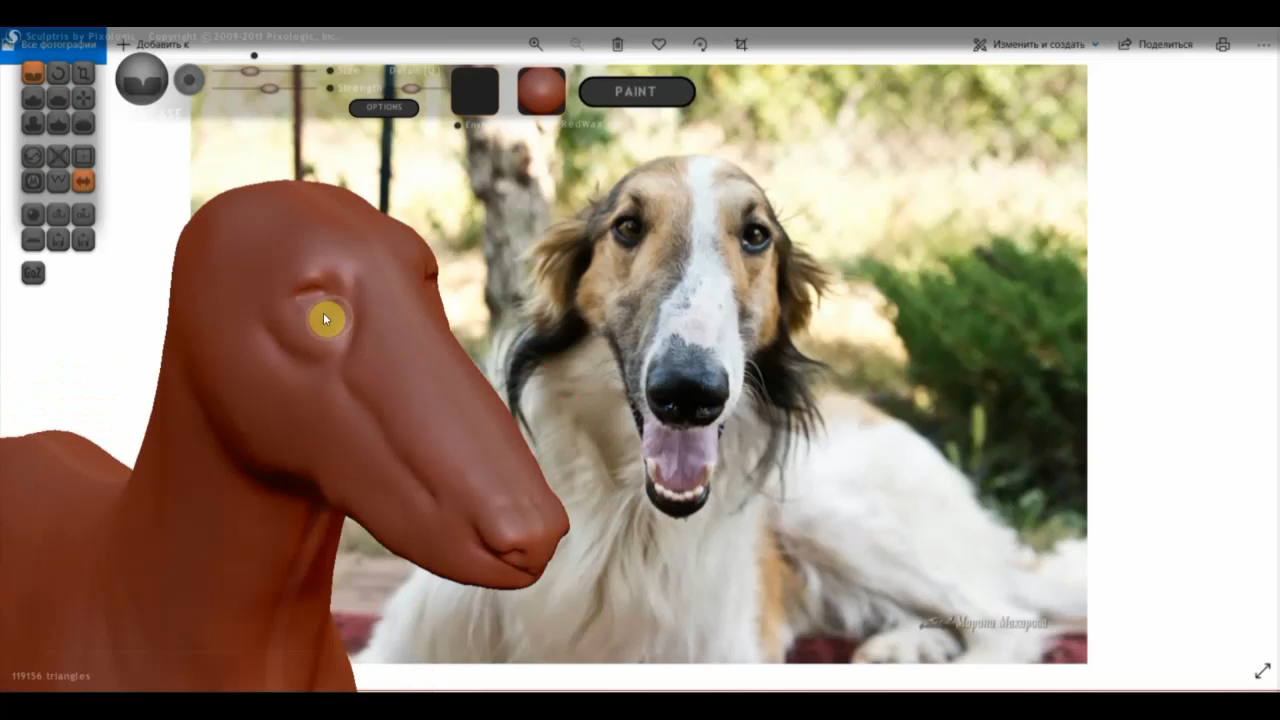 Sculptris by Pixologic Copyright © 2009-2011 Pixologic, Inc.
Все фотографии
Добавить к
Изменить и создать
Поделиться
Size
Detail
Strength
OPTIONS
PAINT
RedWax
GoZ
Марина Макарова
119156 triangles